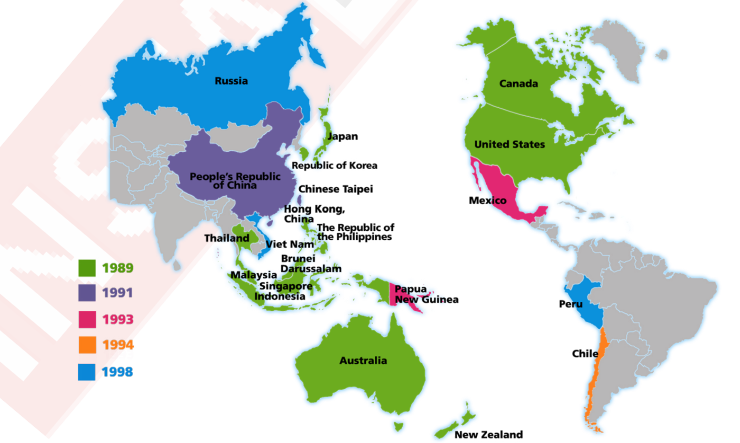 Russia
Canada
Japan
United States
Republic of Korea
People's Republic
of China
Chinese Taipei
Mexico
Hong Kong,
China
The Republic of
the Philippines
Thailand
Viet Nam
Brunei
Darussalam
Malaysia
Singapore
Indonesia
Papua
New Guinea
Peru
Chile
Australia
New Zealand
1989
1991
1993
1994
1998